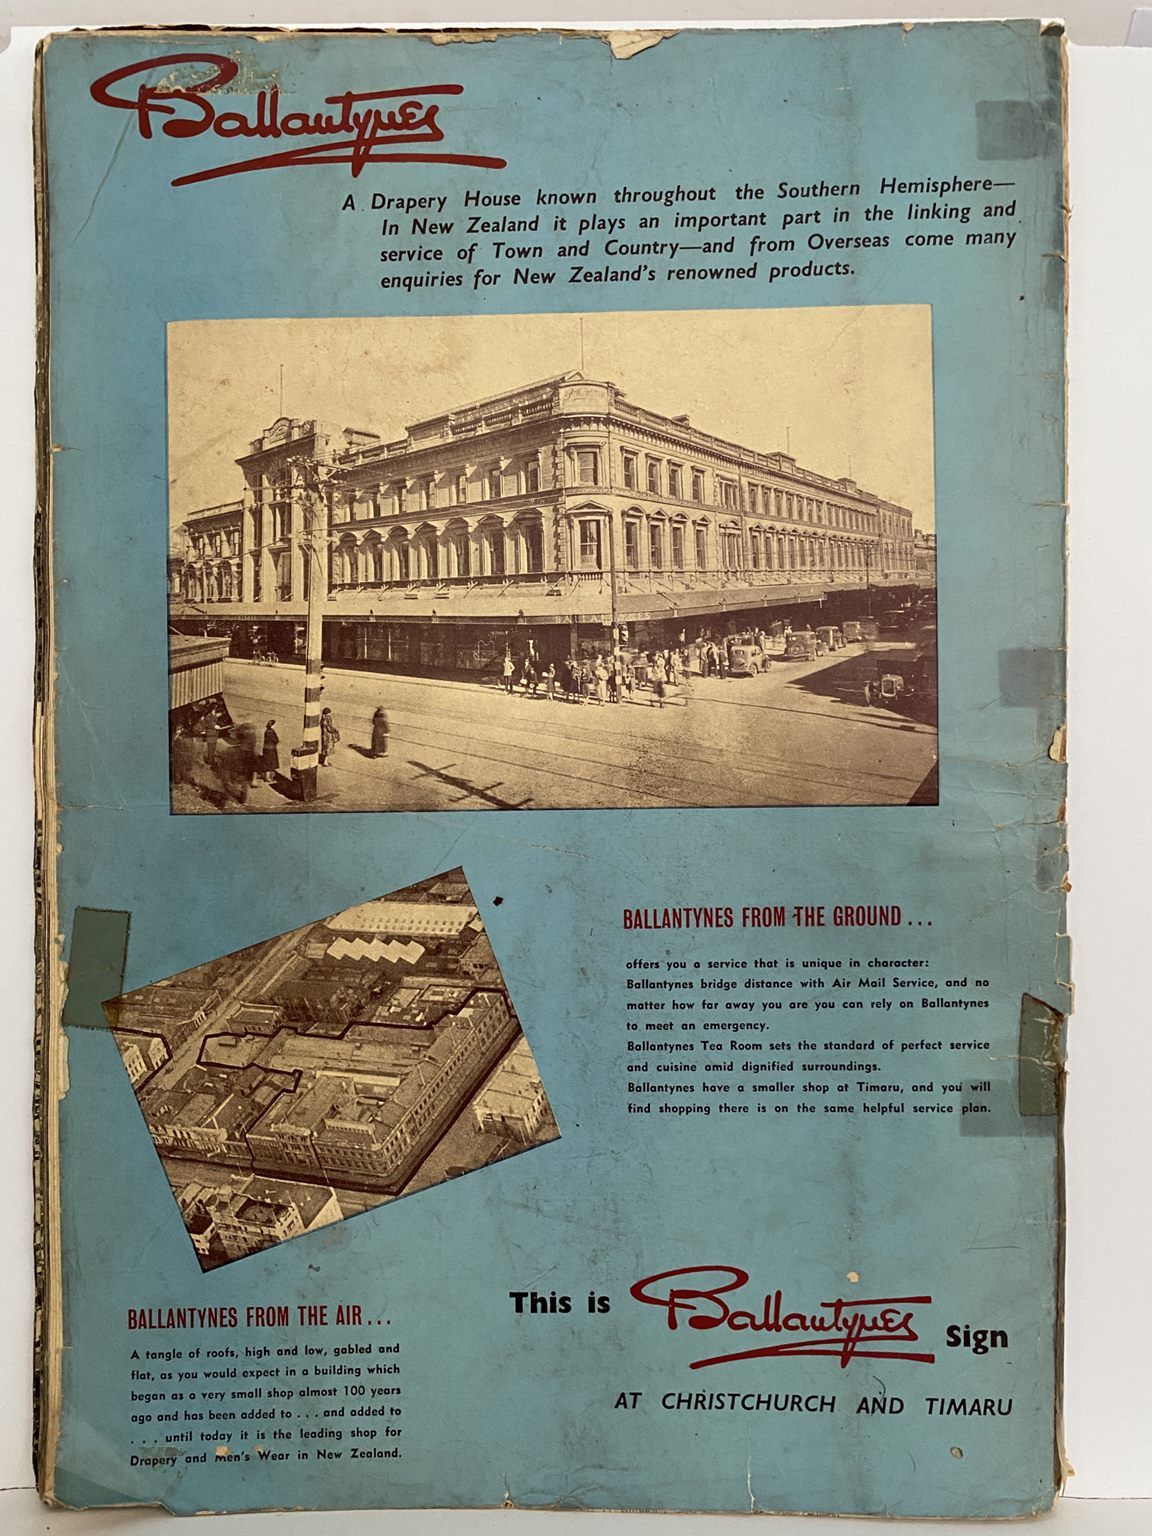 Ballantynes
A Drapery House known throughout the Southern Hemisphere—
In New Zealand it plays an important part in the linking and
service of Town and Country—and from Overseas come many
enquiries for New Zealand's renowned products.
BALLANTYNES FROM THE GROUND . . .
offers you a service that is unique in character:
Ballantynes bridge distance with Air Mail Service, and no
matter how far away you are you can rely on Ballantynes
to meet an emergency.
Ballantynes Tea Room sets the standard of perfect service
and cuisine amid dignified surroundings.
Ballantynes have a smaller shop at Timaru, and you will
find shopping there is on the same helpful service plan.
BALLANTYNES FROM THE AIR . . .
A tangle of roofs, high and low, gabled and
flat, as you would expect in a building which
began as a very small shop almost 100 years
ago and has been added to . . . and added to
. . . until today it is the leading shop for
Drapery and Men's Wear in New Zealand.
This is Ballantynes Sign
AT CHRISTCHURCH AND TIMARU